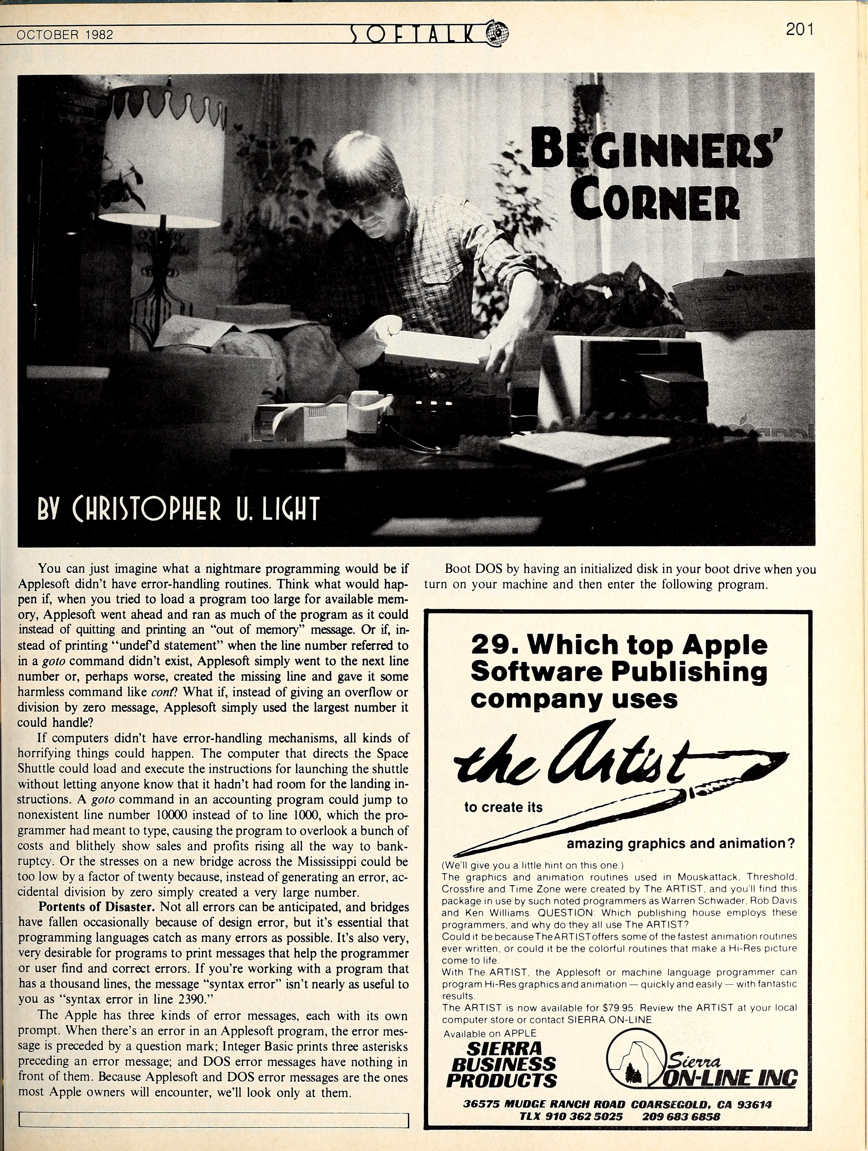 OCTOBER 1982
SOFTALK
201
BEGINNERS'
CORNER
BY CHRISTOPHER U. LIGHT
You can just imagine what a nightmare programming would be if
Applesoft didn't have error-handling routines. Think what would hap-
pen if, when you tried to load a program too large for available mem-
ory, Applesoft went ahead and ran as much of the program as it could
instead of quitting and printing an "out of memory" message. Or if, in-
stead of printing "undef'd statement" when the line number referred to
in a goto command didn't exist, Applesoft simply went to the next line
number or, perhaps worse, created the missing line and gave it some
harmless command like cont? What if, instead of giving an overflow or
division by zero message, Applesoft simply used the largest number it
could handle?
If computers didn't have error-handling mechanisms, all kinds of
horrifying things could happen. The computer that directs the Space
Shuttle could load and execute the instructions for launching the shuttle
without letting anyone know that it hadn't had room for the landing in-
structions. A goto command in an accounting program could jump to
nonexistent line number 10000 instead of to line 1000, which the pro-
grammer had meant to type, causing the program to overlook a bunch of
costs and blithely show sales and profits rising all the way to bank-
ruptcy. Or the stresses on a new bridge across the Mississippi could be
too low by a factor of twenty because, instead of generating an error, ac-
cidental division by zero simply created a very large number.
Portents of Disaster. Not all errors can be anticipated, and bridges
have fallen occasionally because of design error, but it's essential that
programming languages catch as many errors as possible. It's also very,
very desirable for programs to print messages that help the programmer
or user find and correct errors. If you're working with a program that
has a thousand lines, the message "syntax error" isn't nearly as useful to
you as "syntax error in line 2390."
The Apple has three kinds of error messages, each with its own
prompt. When there's an error in an Applesoft program, the error mes-
sage is preceded by a question mark; Integer Basic prints three asterisks
preceding an error message; and DOS error messages have nothing in
front of them. Because Applesoft and DOS error messages are the ones
most Apple owners will encounter, we'll look only at them.
Boot DOS by having an initialized disk in your boot drive when you
turn on your machine and then enter the following program.
29. Which top Apple
Software Publishing
company uses
the Artist
to create its
amazing graphics and animation?
(We'll give you a little hint on this one.)
The graphics and animation routines used in Mouskattack, Threshold,
Crossfire and Time Zone were created by The ARTIST, and you'll find this
package in use by such noted programmers as Warren Schwader, Rob Davis
and Ken Williams. QUESTION: Which publishing house employs these
programmers, and why do they all use The ARTIST?
Could it be because The ARTIST offers some of the fastest animation routines
ever written, or could it be the colorful routines that make a Hi-Res picture
come to life.
With The ARTIST, the Applesoft or machine language programmer can
program Hi-Res graphics and animation — quickly and easily — with fantastic
results.
The ARTIST is now available for $79.95. Review the ARTIST at your local
computer store or contact SIERRA ON-LINE.
Available on APPLE
SIERRA
BUSINESS
PRODUCTS
Sierra
ON-LINE INC
36575 MUDGE RANCH ROAD COARSEGOLD, CA 93614
TLX 910 362 5025 209 683 6858